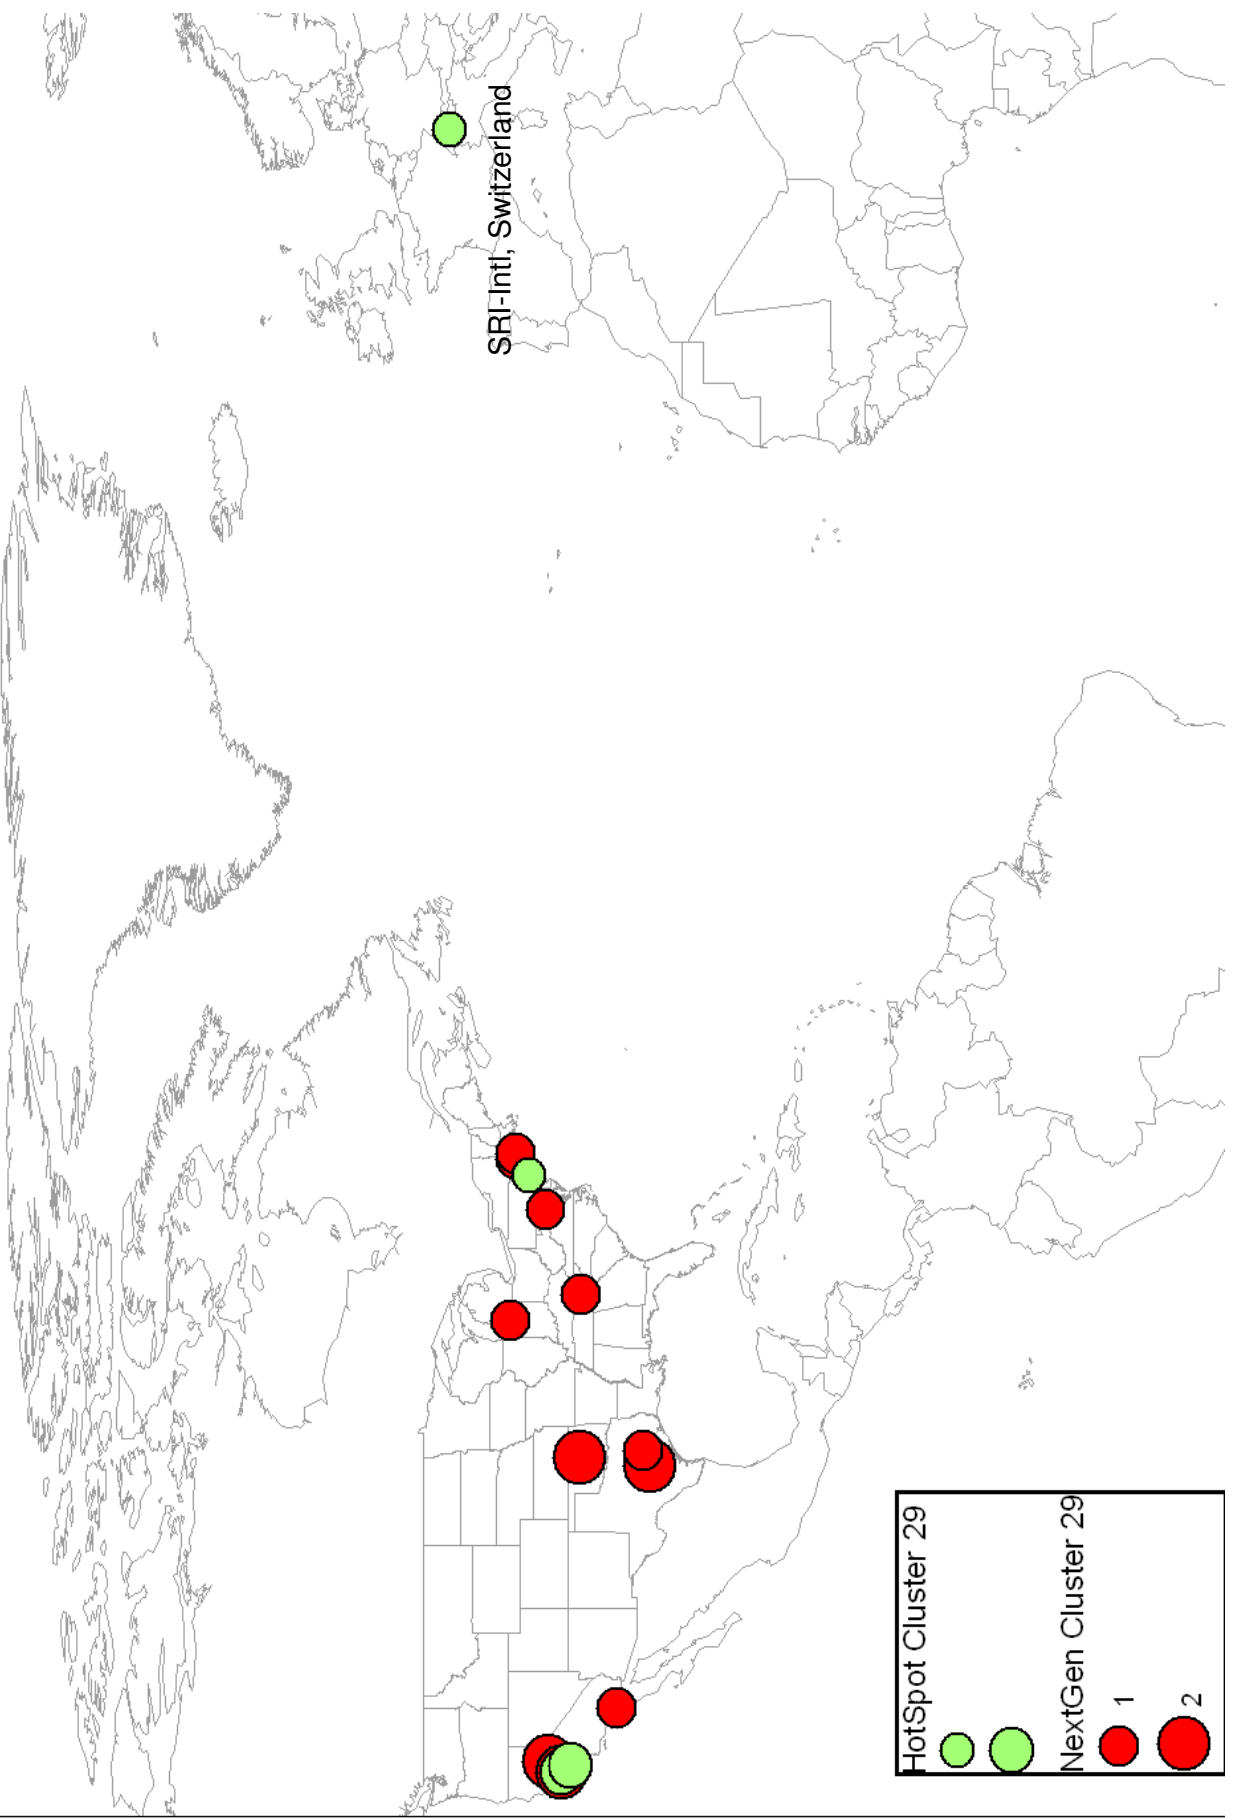 SRI-Intl, Switzerland
HotSpot Cluster 29
NextGen Cluster 29
1
2